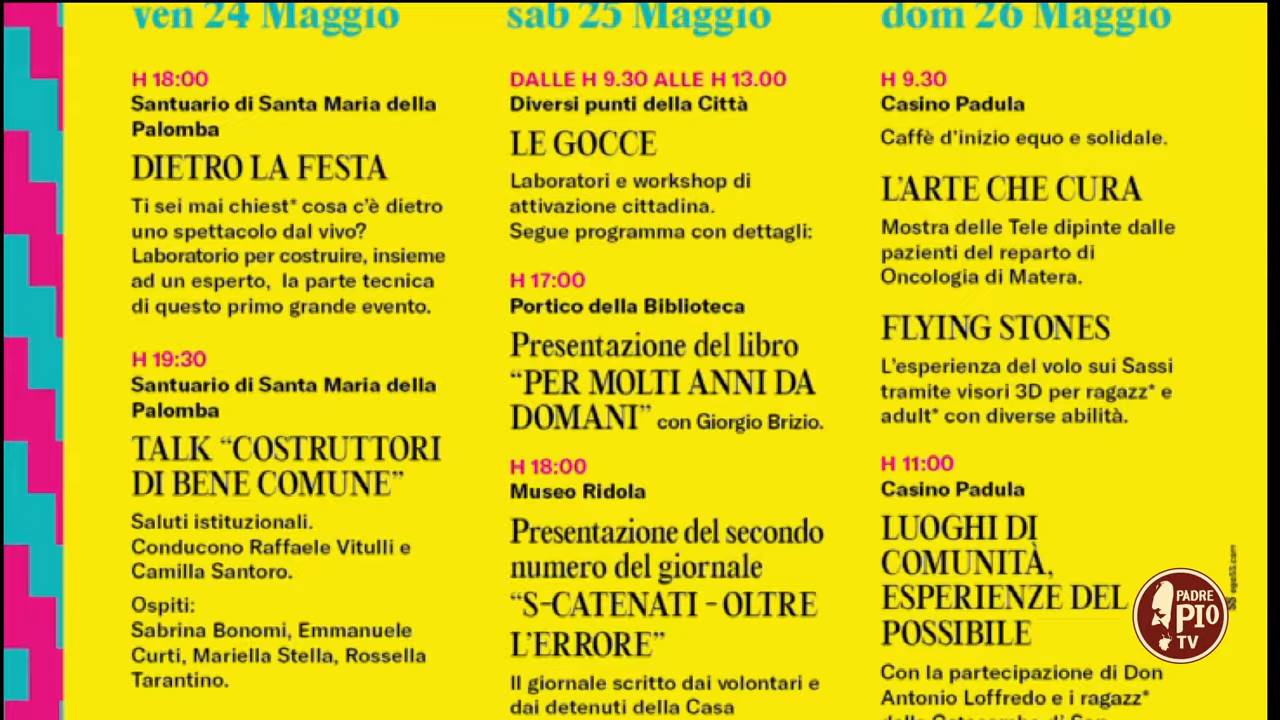 ven 24 Maggio
H 18:00
Santuario di Santa Maria della
Palomba
DIETRO LA FESTA
Ti sei mai chiest* cosa c'è dietro
uno spettacolo dal vivo?
Laboratorio per costruire, insieme
ad un esperto, la parte tecnica
di questo primo grande evento.
H 19:30
Santuario di Santa Maria della
Palomba
TALK “COSTRUTTORI
DI BENE COMUNE”
Saluti istituzionali.
Conducono Raffaele Vitulli e
Camilla Santoro.
Ospiti:
Sabrina Bonomi, Emmanuele
Curti, Mariella Stella, Rossella
Tarantino.
sab 25 Maggio
DALLE H 9.30 ALLE H 13.00
Diversi punti della Città
LE GOCCE
Laboratori e workshop di
attivazione cittadina.
Segue programma con dettagli:
H 17:00
Portico della Biblioteca
Presentazione del libro
“PER MOLTI ANNI DA
DOMANI” con Giorgio Brizio.
H 18:00
Museo Ridola
Presentazione del secondo
numero del giornale
“S-CATENATI - OLTRE
L'ERRORE”
Il giornale scritto dai volontari e
dai detenuti della Casa
dom 26 Maggio
H 9.30
Casino Padula
Caffè d'inizio equo e solidale.
L'ARTE CHE CURA
Mostra delle Tele dipinte dalle
pazienti del reparto di
Oncologia di Matera.
FLYING STONES
L'esperienza del volo sui Sassi
tramite visori 3D per ragazz* e
adult* con diverse abilità.
H 11:00
Casino Padula
LUOGHI DI
COMUNITÀ,
ESPERIENZE DEL
POSSIBILE
Con la partecipazione di Don
Antonio Loffredo e i ragazz*
PADRE
PIO
TV